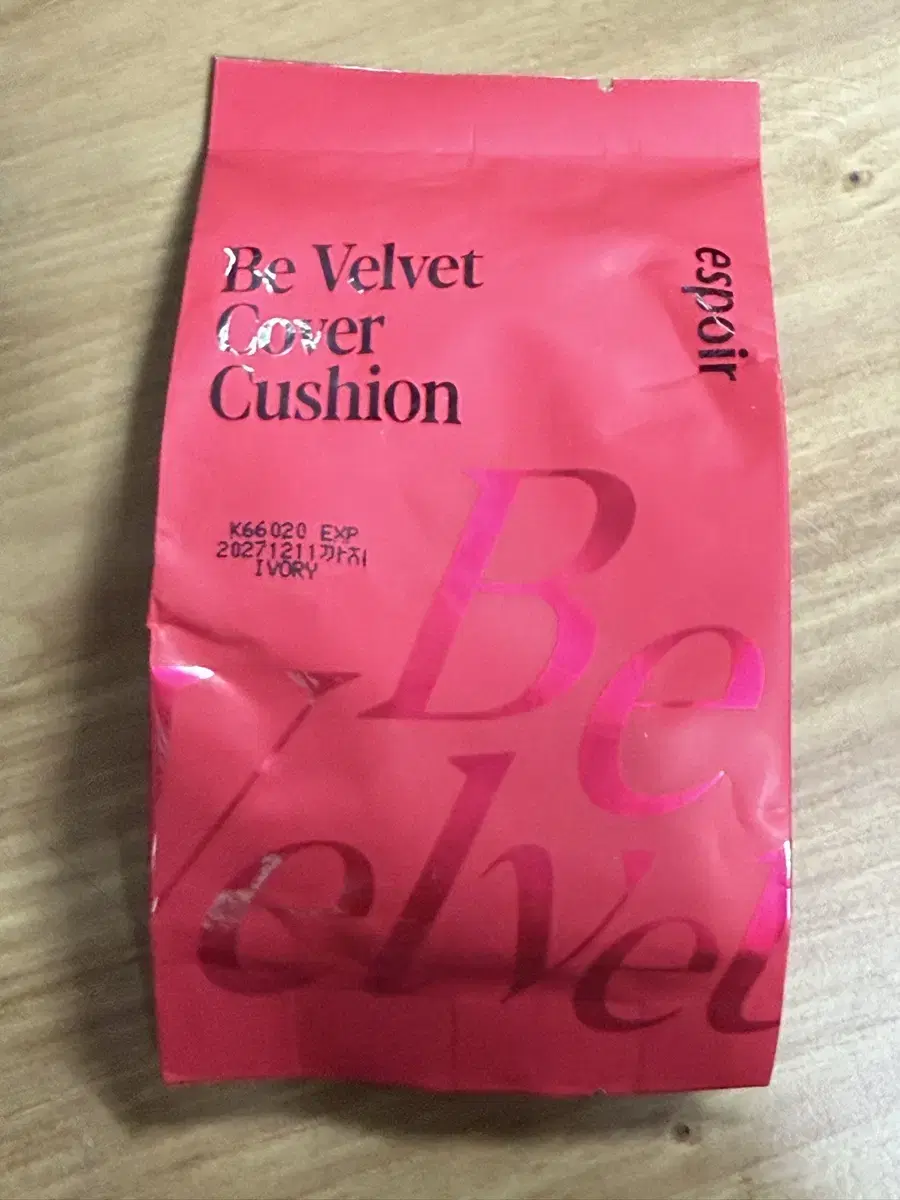 Be Velvet
Cover
Cushion
espoir
K66020 EXP
20271211까지
IVORY
Be
Velvet